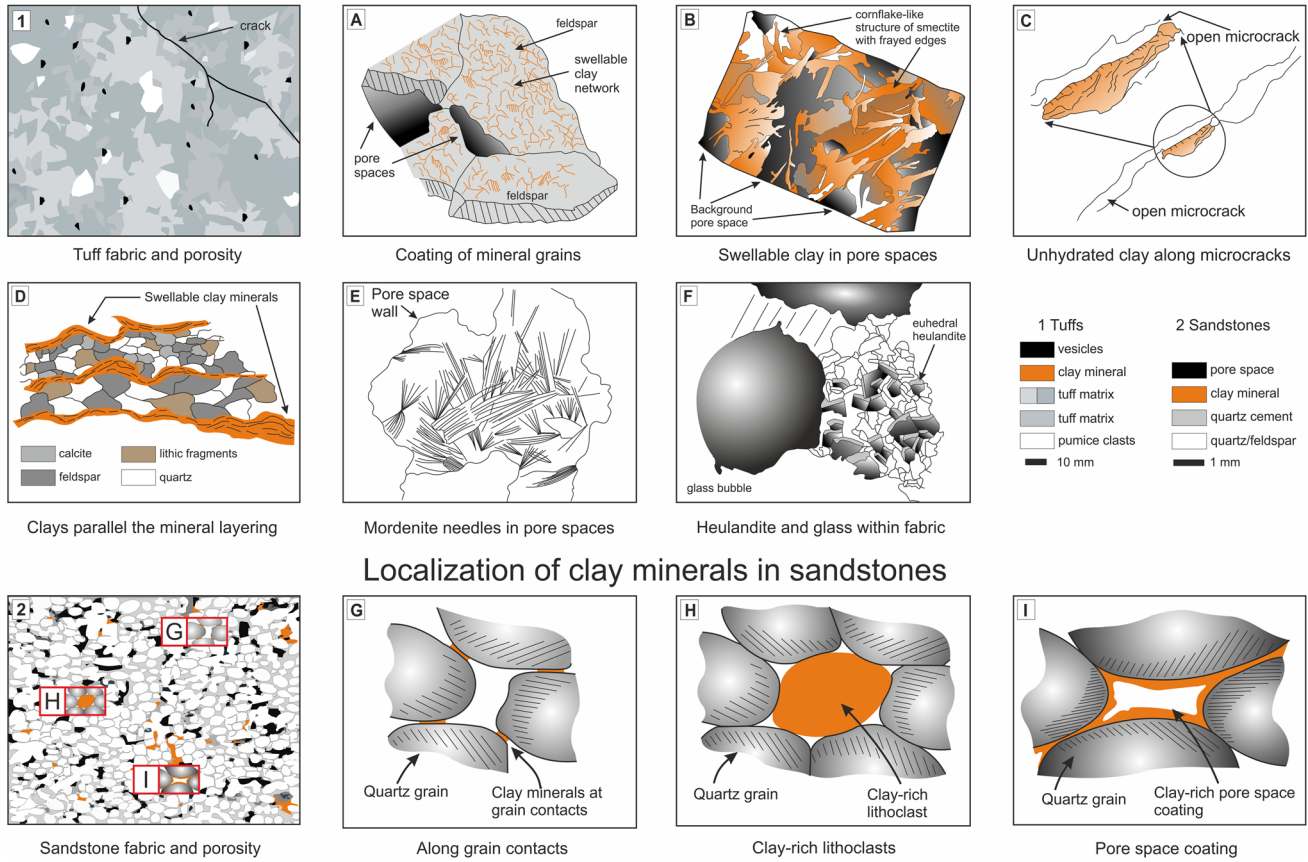 1
crack
Tuff fabric and porosity
A
feldspar
swellable
clay
network
pore
spaces
feldspar
Coating of mineral grains
B
cornflake-like
structure of smectite
with frayed edges
Background
pore space
Swellable clay in pore spaces
C
open microcrack
open microcrack
Unhydrated clay along microcracks
D
Swellable clay minerals
calcite
lithic fragments
feldspar
quartz
Clays parallel the mineral layering
E
Pore space
wall
Mordenite needles in pore spaces
F
euhedral
heulandite
glass bubble
Heulandite and glass within fabric
1 Tuffs
vesicles
clay mineral
tuff matrix
tuff matrix
pumice clasts
10 mm
2 Sandstones
pore space
clay mineral
quartz cement
quartz/feldspar
1 mm
Localization of clay minerals in sandstones
2
G
H
I
Sandstone fabric and porosity
G
Quartz grain
Clay minerals at
grain contacts
Along grain contacts
H
Quartz grain
Clay-rich
lithoclast
Clay-rich lithoclasts
I
Quartz grain
Clay-rich pore space
coating
Pore space coating